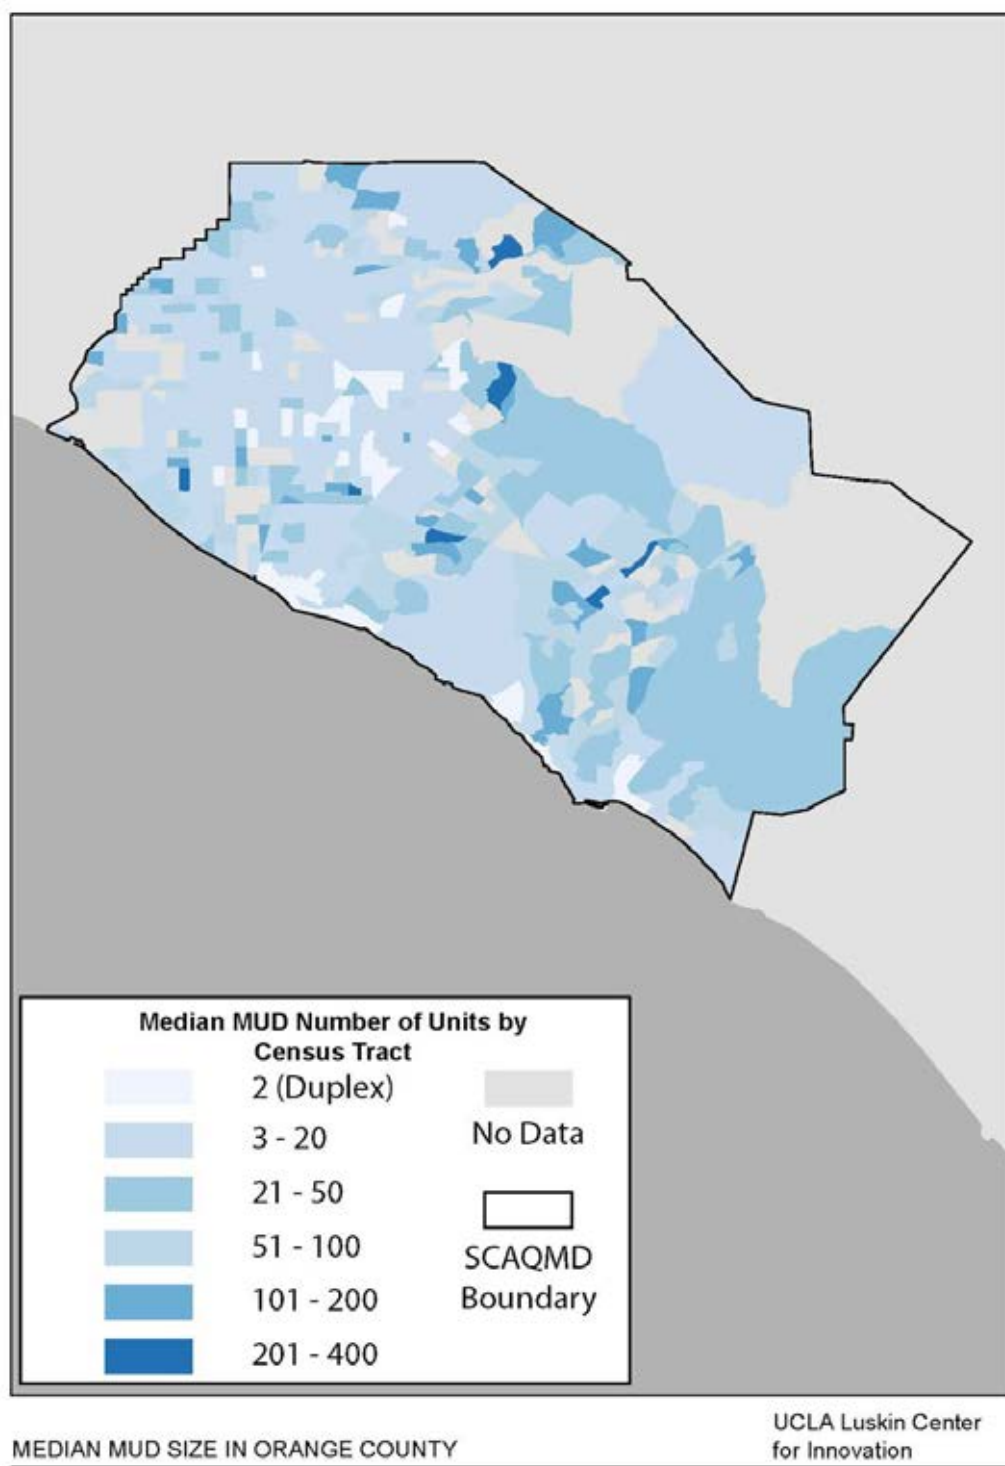 Median MUD Number of Units by
Census Tract
2 (Duplex)
3 - 20
21 - 50
51 - 100
101 - 200
201 - 400
No Data
SCAQMD
Boundary
MEDIAN MUD SIZE IN ORANGE COUNTY
UCLA Luskin Center
for Innovation